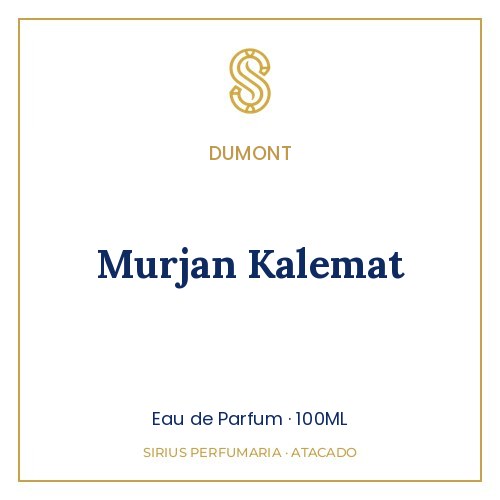 DUMONT
Murjan Kalemat
Eau de Parfum · 100ML
SIRIUS PERFUMARIA · ATACADO